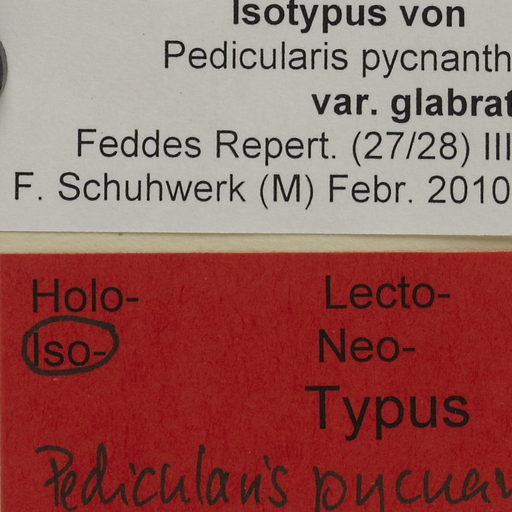 Isotypus von
Pedicularis pycnanth
var. glabrat
Feddes Repert. (27/28) III
F. Schuhwerk (M) Febr. 2010
Holo- Lecto-
Iso- Neo-
Typus
Pedicularis pycnan